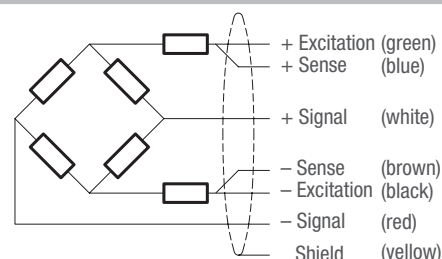 + Excitation (green)
+ Sense (blue)
+ Signal (white)
– Sense (brown)
– Excitation (black)
– Signal (red)
Shield (yellow)